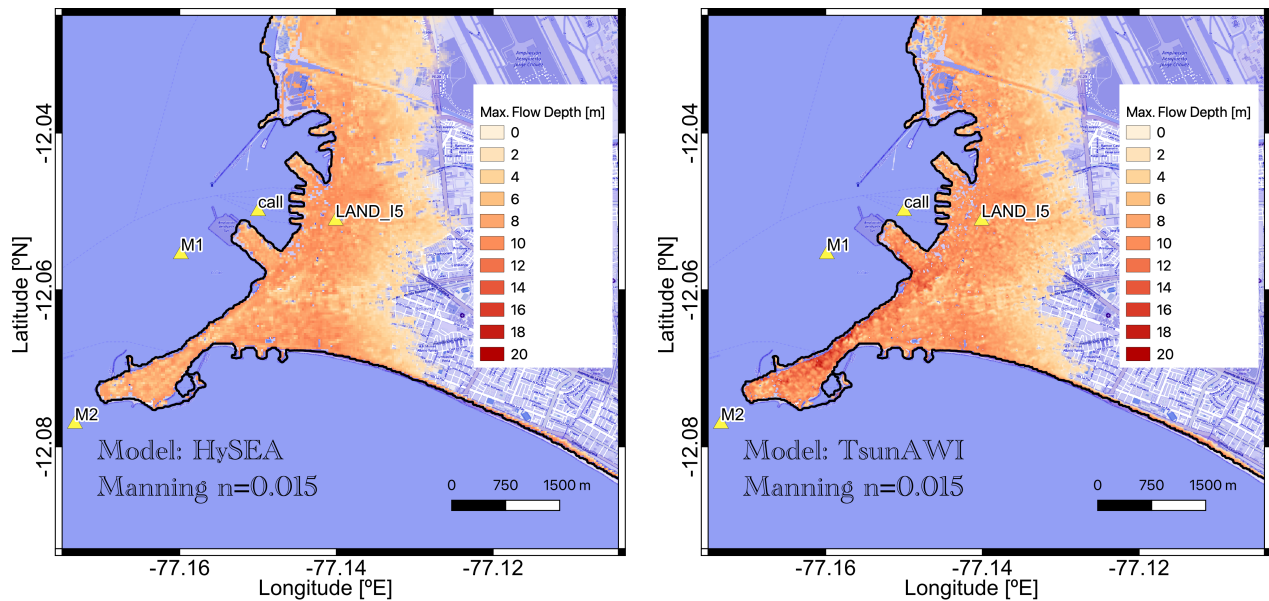 Max. Flow Depth [m]
0
2
4
6
8
10
12
14
16
18
20
-12.04
-12.06
-12.08
Latitude [ºN]
call
LAND_I5
M1
M2
Model: HySEA
Manning n=0.015
0 750 1500 m
-77.16 -77.14 -77.12
Longitude [ºE]
Max. Flow Depth [m]
0
2
4
6
8
10
12
14
16
18
20
-12.04
-12.06
-12.08
Latitude [ºN]
call
LAND_I5
M1
M2
Model: TsunAWI
Manning n=0.015
0 750 1500 m
-77.16 -77.14 -77.12
Longitude [ºE]